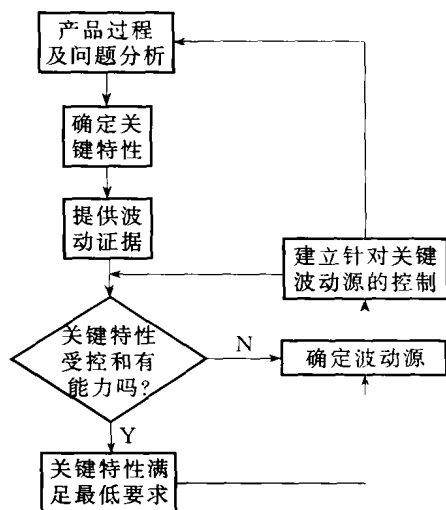 产品过程
及问题分析
确定关
键特性
提供波
动证据
建立针对关键
波动源的控制
关键特性
受控和有
能力吗?
N
确定波动源
Y
关键特性满
足最低要求